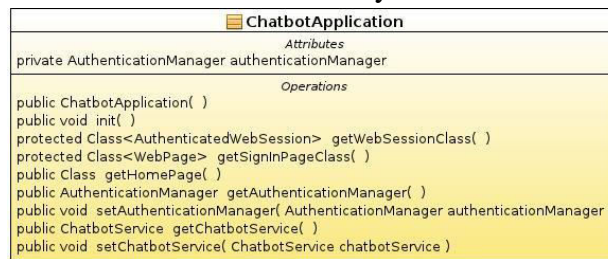 ChatbotApplication
Attributes
private AuthenticationManager authenticationManager
Operations
public ChatbotApplication( )
public void init( )
protected Class<AuthenticatedWebSession> getWebSessionClass( )
protected Class<WebPage> getSignInPageClass( )
public Class getHomePage( )
public AuthenticationManager getAuthenticationManager( )
public void setAuthenticationManager( AuthenticationManager authenticationManager
public ChatbotService getChatbotService( )
public void setChatbotService( ChatbotService chatbotService )